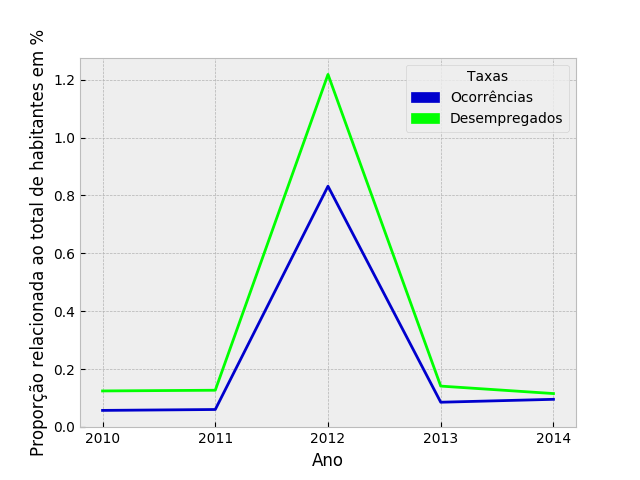 Proporção relacionada ao total de habitantes em %
1.2
1.0
0.8
0.6
0.4
0.2
0.0
Taxas
Ocorrências
Desempregados
2010 2011 2012 2013 2014
Ano